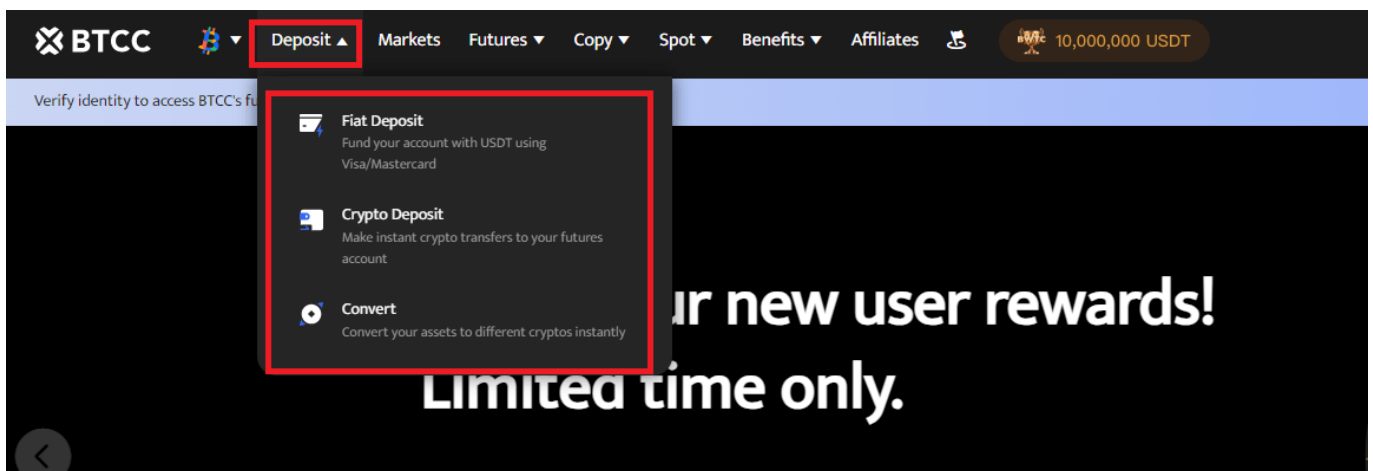 BTCC
Deposit ▲ Markets Futures ▼ Copy ▼ Spot ▼ Benefits ▼ Affiliates 10,000,000 USDT
Verify identity to access BTCC's
Fiat Deposit
Fund your account with USDT using
Visa/Mastercard
Crypto Deposit
Make instant crypto transfers to your futures
account
Convert
Convert your assets to different cryptos instantly
new user rewards!
Limited time only.